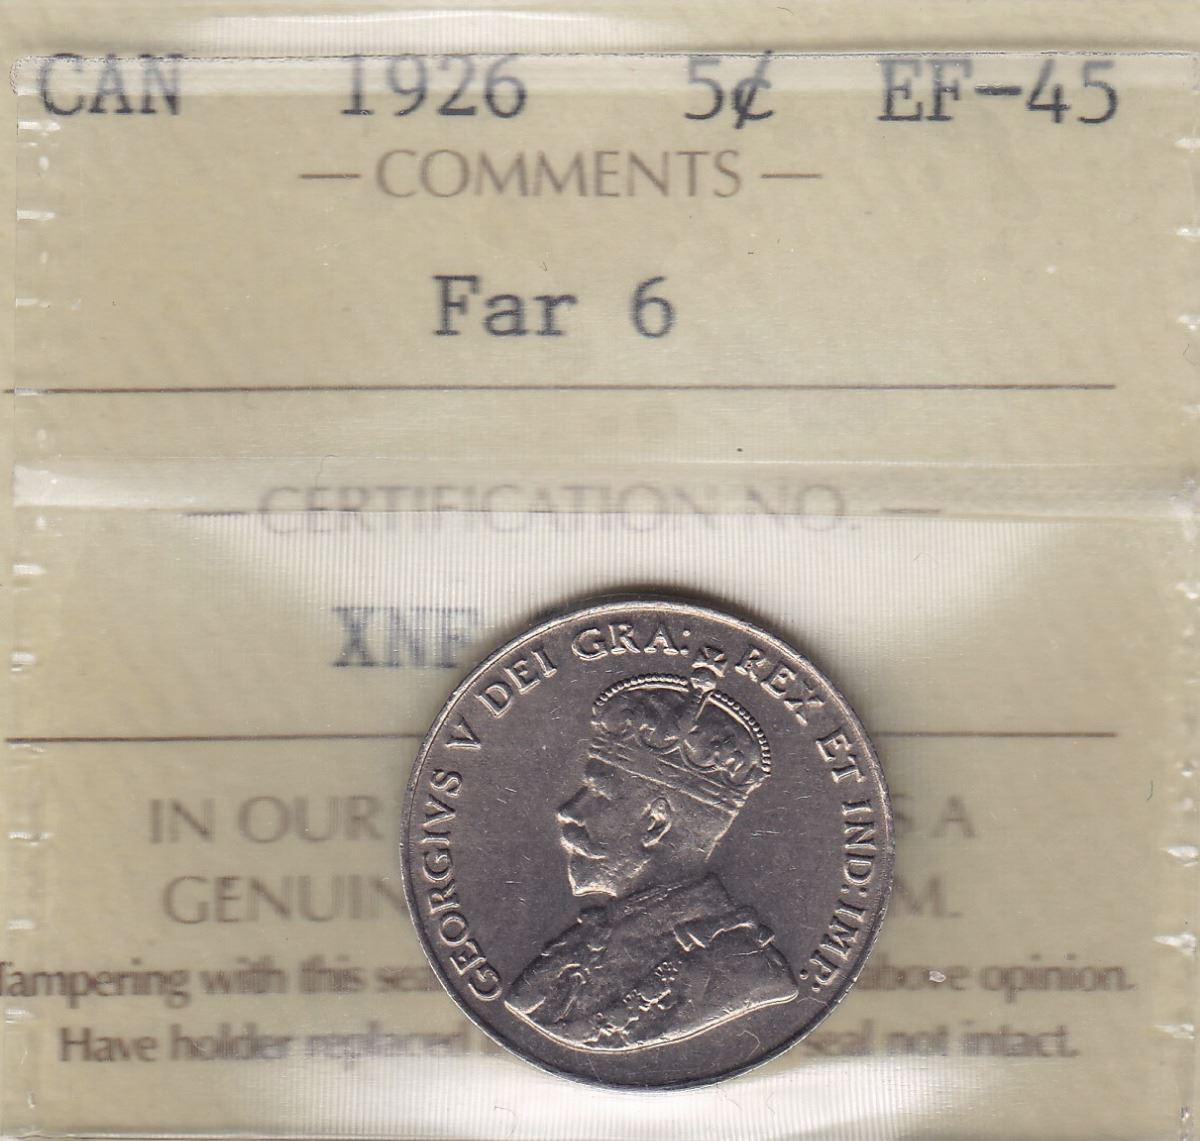 CAN 1926 5¢ EF-45
— COMMENTS —
Far 6
— CERTIFICATION NO. —
XNF
GEORGIVS V DEI GRA: REX ET IND: IMP:
IN OUR S A
GENUIN M.
Tampering with this seal above opinion.
Have holder replaced seal not intact.